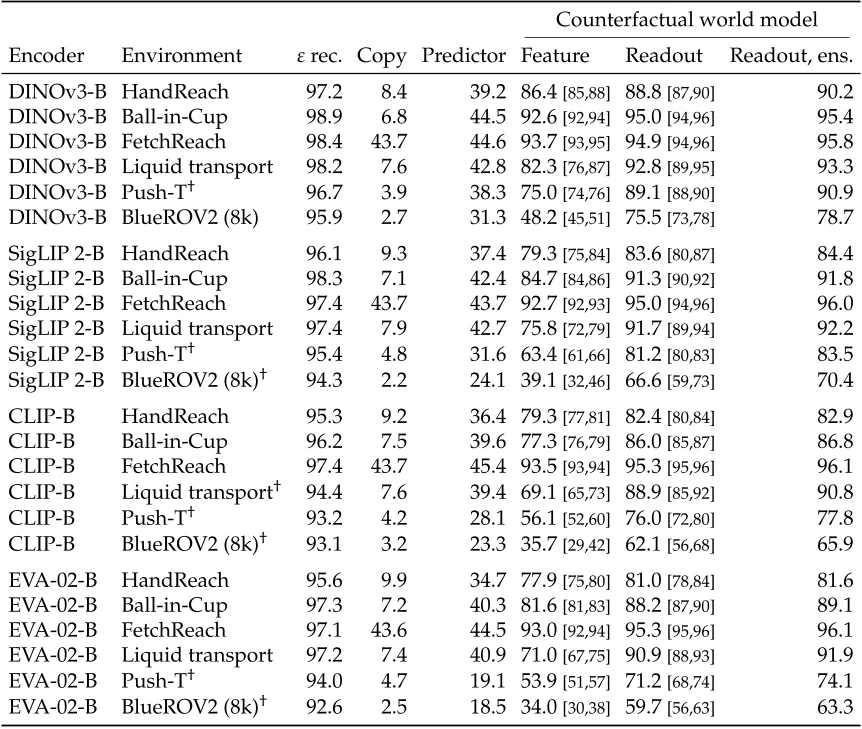 Counterfactual world model
Encoder Environment ε rec. Copy Predictor Feature Readout Readout, ens.
DINOv3-B HandReach 97.2 8.4 39.2 86.4 [85,88] 88.8 [87,90] 90.2
DINOv3-B Ball-in-Cup 98.9 6.8 44.5 92.6 [92,94] 95.0 [94,96] 95.4
DINOv3-B FetchReach 98.4 43.7 44.6 93.7 [93,95] 94.9 [94,96] 95.8
DINOv3-B Liquid transport 98.2 7.6 42.8 82.3 [76,87] 92.8 [89,95] 93.3
DINOv3-B Push-T† 96.7 3.9 38.3 75.0 [74,76] 89.1 [88,90] 90.9
DINOv3-B BlueROV2 (8k) 95.9 2.7 31.3 48.2 [45,51] 75.5 [73,78] 78.7
SigLIP 2-B HandReach 96.1 9.3 37.4 79.3 [75,84] 83.6 [80,87] 84.4
SigLIP 2-B Ball-in-Cup 98.3 7.1 42.4 84.7 [84,86] 91.3 [90,92] 91.8
SigLIP 2-B FetchReach 97.4 43.7 43.7 92.7 [92,93] 95.0 [94,96] 96.0
SigLIP 2-B Liquid transport 97.4 7.9 42.7 75.8 [72,79] 91.7 [89,94] 92.2
SigLIP 2-B Push-T† 95.4 4.8 31.6 63.4 [61,66] 81.2 [80,83] 83.5
SigLIP 2-B BlueROV2 (8k)† 94.3 2.2 24.1 39.1 [32,46] 66.6 [59,73] 70.4
CLIP-B HandReach 95.3 9.2 36.4 79.3 [77,81] 82.4 [80,84] 82.9
CLIP-B Ball-in-Cup 96.2 7.5 39.6 77.3 [76,79] 86.0 [85,87] 86.8
CLIP-B FetchReach 97.4 43.7 45.4 93.5 [93,94] 95.3 [95,96] 96.1
CLIP-B Liquid transport† 94.4 7.6 39.4 69.1 [65,73] 88.9 [85,92] 90.8
CLIP-B Push-T† 93.2 4.2 28.1 56.1 [52,60] 76.0 [72,80] 77.8
CLIP-B BlueROV2 (8k)† 93.1 3.2 23.3 35.7 [29,42] 62.1 [56,68] 65.9
EVA-02-B HandReach 95.6 9.9 34.7 77.9 [75,80] 81.0 [78,84] 81.6
EVA-02-B Ball-in-Cup 97.3 7.2 40.3 81.6 [81,83] 88.2 [87,90] 89.1
EVA-02-B FetchReach 97.1 43.6 44.5 93.0 [92,94] 95.3 [95,96] 96.1
EVA-02-B Liquid transport 97.2 7.4 40.9 71.0 [67,75] 90.9 [88,93] 91.9
EVA-02-B Push-T† 94.0 4.7 19.1 53.9 [51,57] 71.2 [68,74] 74.1
EVA-02-B BlueROV2 (8k)† 92.6 2.5 18.5 34.0 [30,38] 59.7 [56,63] 63.3